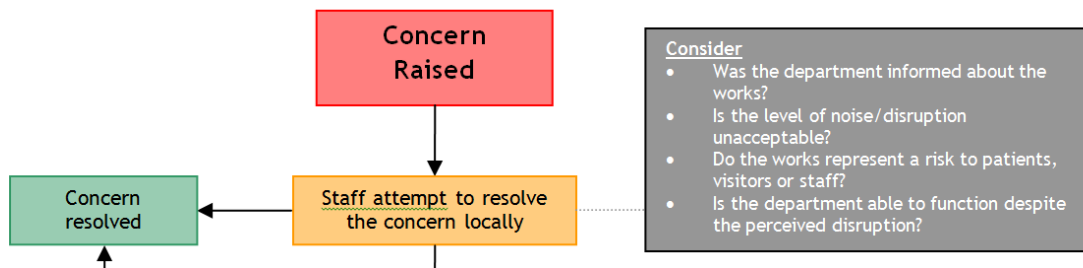 Concern
Raised
Consider
• Was the department informed about the
works?
• Is the level of noise/disruption
unacceptable?
• Do the works represent a risk to patients,
visitors or staff?
• Is the department able to function despite
the perceived disruption?
Concern
resolved
Staff attempt to resolve
the concern locally